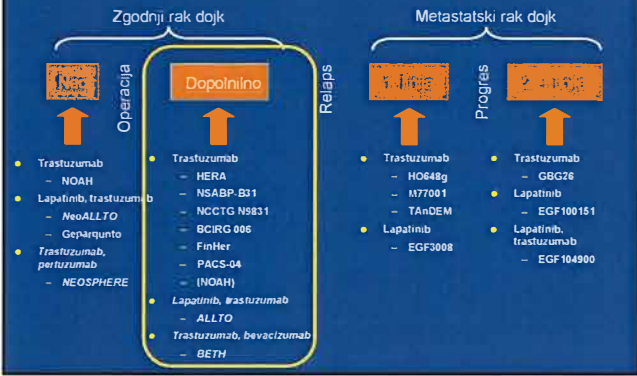 Zgodnji rak dojk
Metastatski rak dojk
Operacija
Dopolnilno
Relaps
Progres
Trastuzumab
– NOAH
Lapatinib, trastuzumab
– NeoALLTO
– Geparqunto
Trastuzumab,
pertuzumab
– NEOSPHERE
Trastuzumab
– HERA
– NSABP-B31
– NCCTG N9831
– BCIRG 006
– FinHer
– PACS-04
– (NOAH)
Lapatinib, trastuzumab
– ALLTO
Trastuzumab, bevacizumab
– BETH
Trastuzumab
– HO648g
– M77001
– TAnDEM
Lapatinib
– EGF3008
Trastuzumab
– GBG26
Lapatinib
– EGF100151
Lapatinib,
trastuzumab
– EGF104900